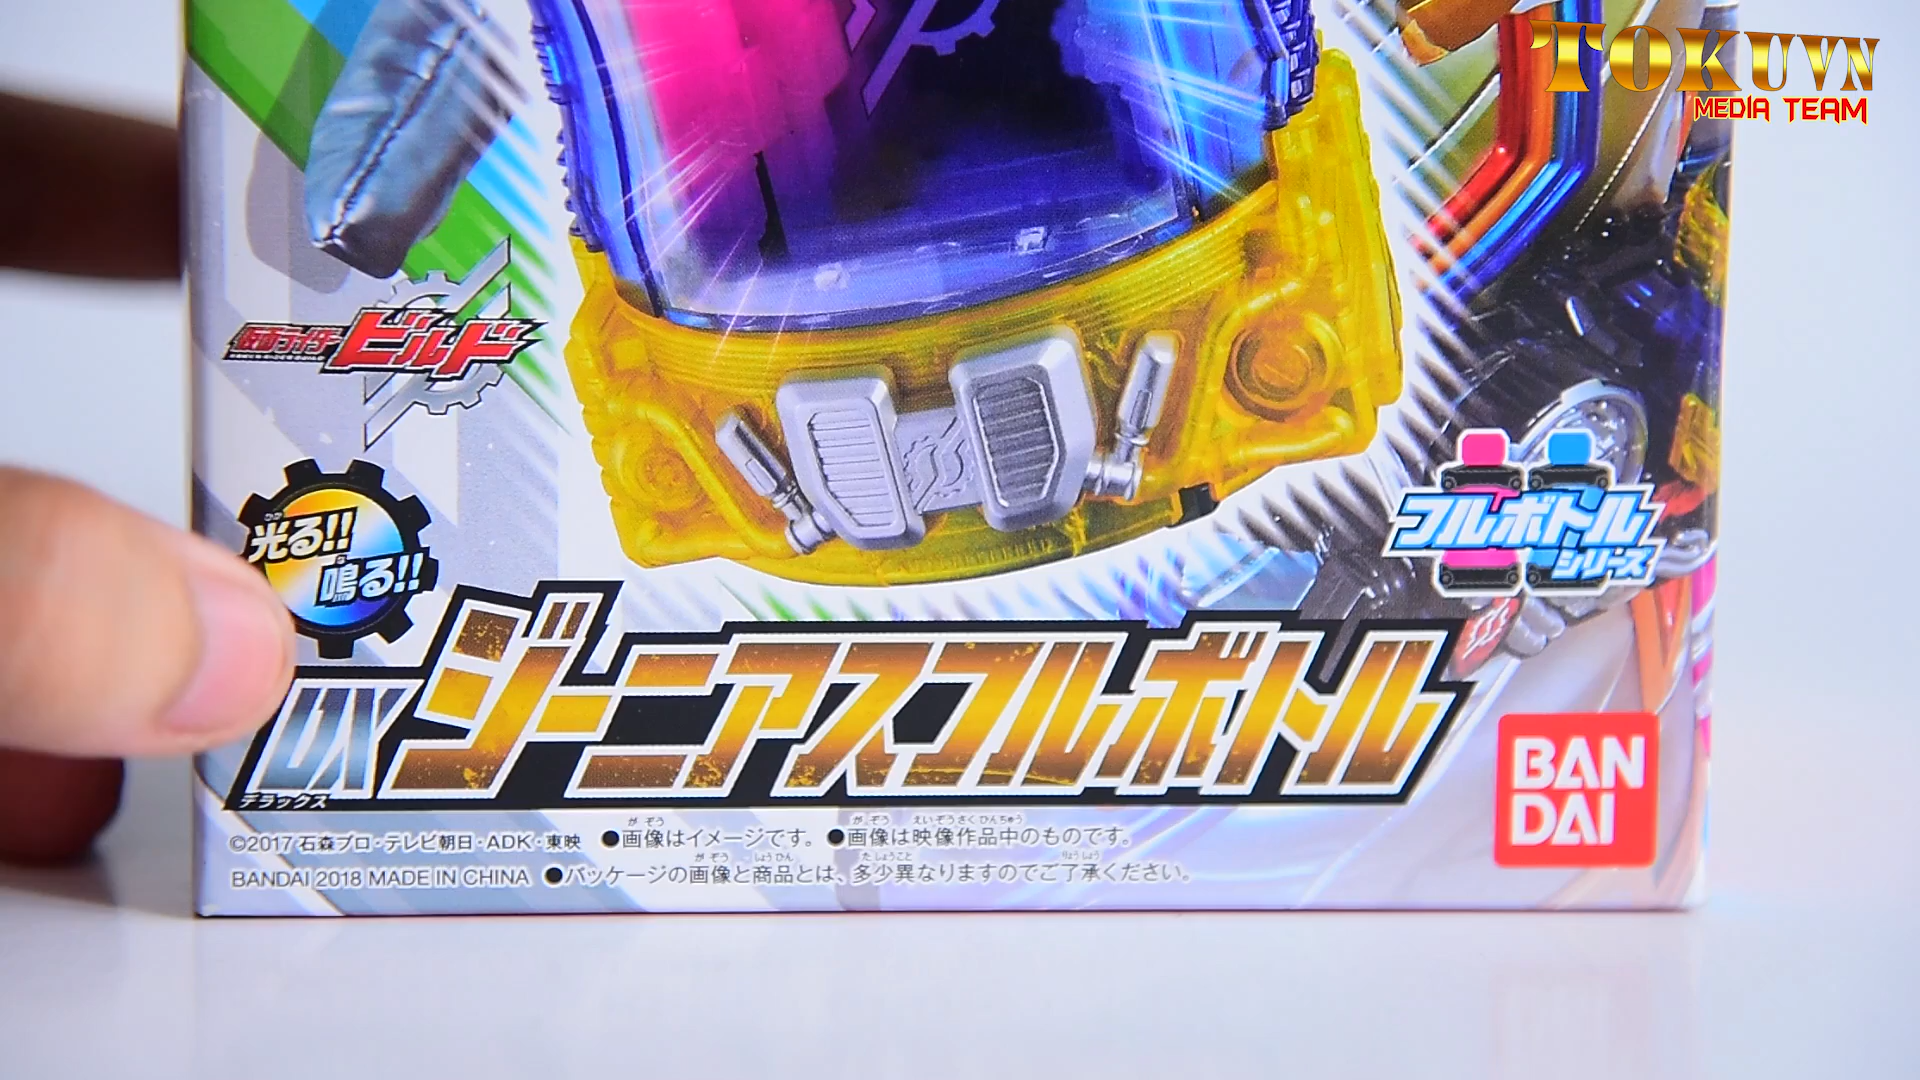 TOKUVN
MEDIA TEAM
仮面ライダー
ビルド
フルボトル
シリーズ
光る!!
鳴る!!
DX
デラックス
ジーニアスフルボトル
BAN
DAI
©2017 石森プロ・テレビ朝日・ADK・東映 ●画像はイメージです。 ●画像は映像作品中のものです。
BANDAI 2018 MADE IN CHINA ●パッケージの画像と商品とは、多少異なりますのでご了承ください。